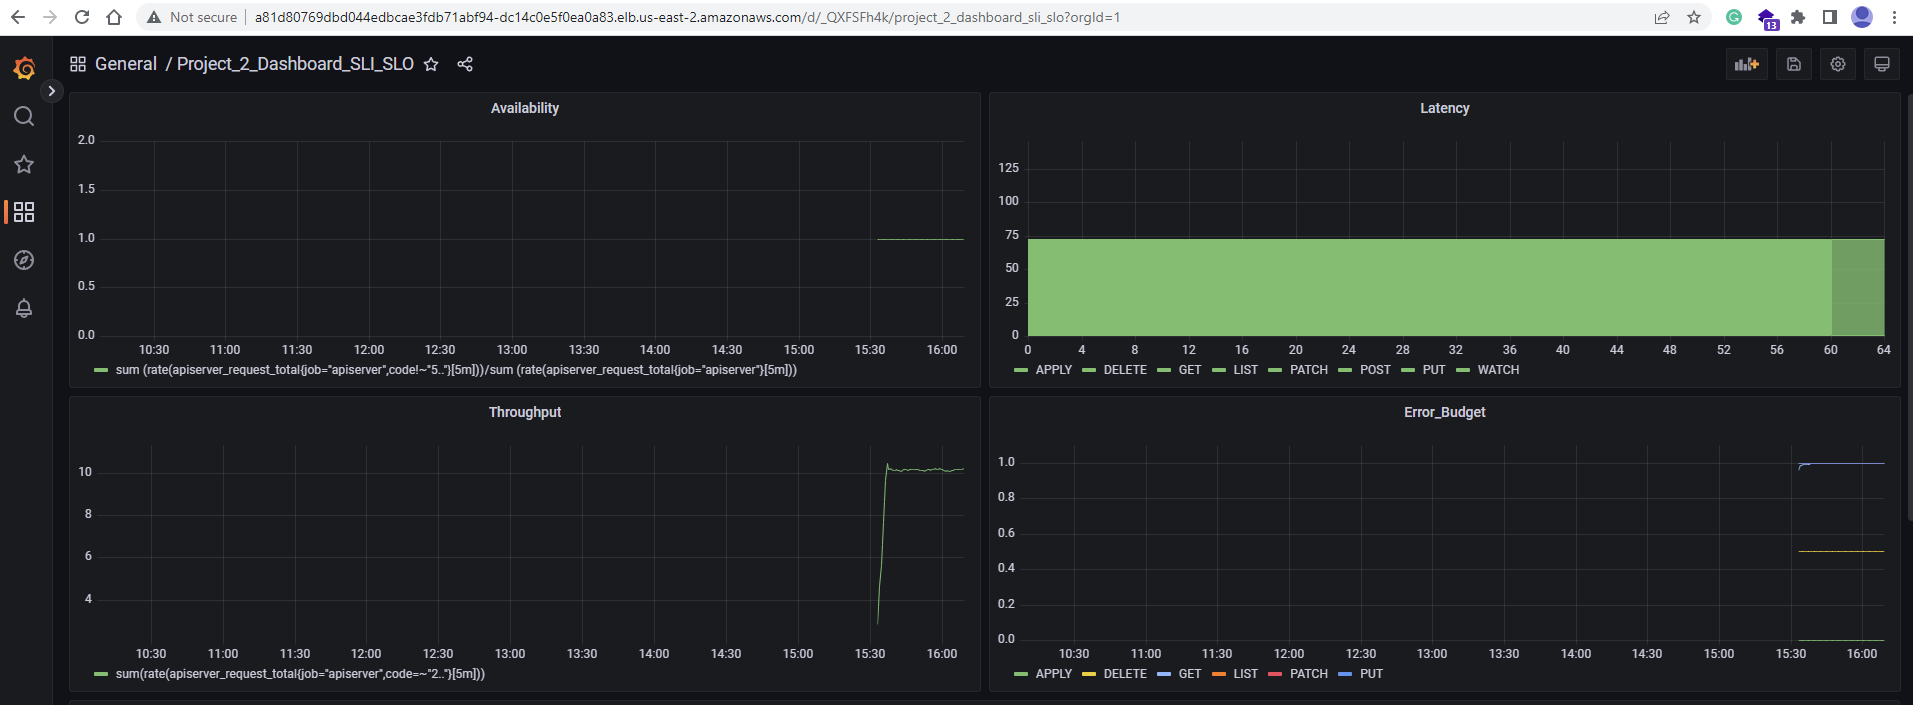 Not secure a81d80769dbd044edbcae3fdb71abf94-dc14c0e5f0ea0a83.elb.us-east-2.amazonaws.com/d/_QXFSFh4k/project_2_dashboard_sli_slo?orgId=1
13
General / Project_2_Dashboard_SLI_SLO
Availability
2.0
1.5
1.0
0.5
0.0
10:30 11:00 11:30 12:00 12:30 13:00 13:30 14:00 14:30 15:00 15:30 16:00
sum (rate(apiserver_request_total{job="apiserver",code!~"5.."}[5m]))/sum (rate(apiserver_request_total{job="apiserver"}[5m]))
Latency
125
100
75
50
25
0
0 4 8 12 16 20 24 28 32 36 40 44 48 52 56 60 64
APPLY DELETE GET LIST PATCH POST PUT WATCH
Throughput
10
8
6
4
10:30 11:00 11:30 12:00 12:30 13:00 13:30 14:00 14:30 15:00 15:30 16:00
sum(rate(apiserver_request_total{job="apiserver",code=~"2.."}[5m]))
Error_Budget
1.0
0.8
0.6
0.4
0.2
0.0
10:30 11:00 11:30 12:00 12:30 13:00 13:30 14:00 14:30 15:00 15:30 16:00
APPLY DELETE GET LIST PATCH PUT